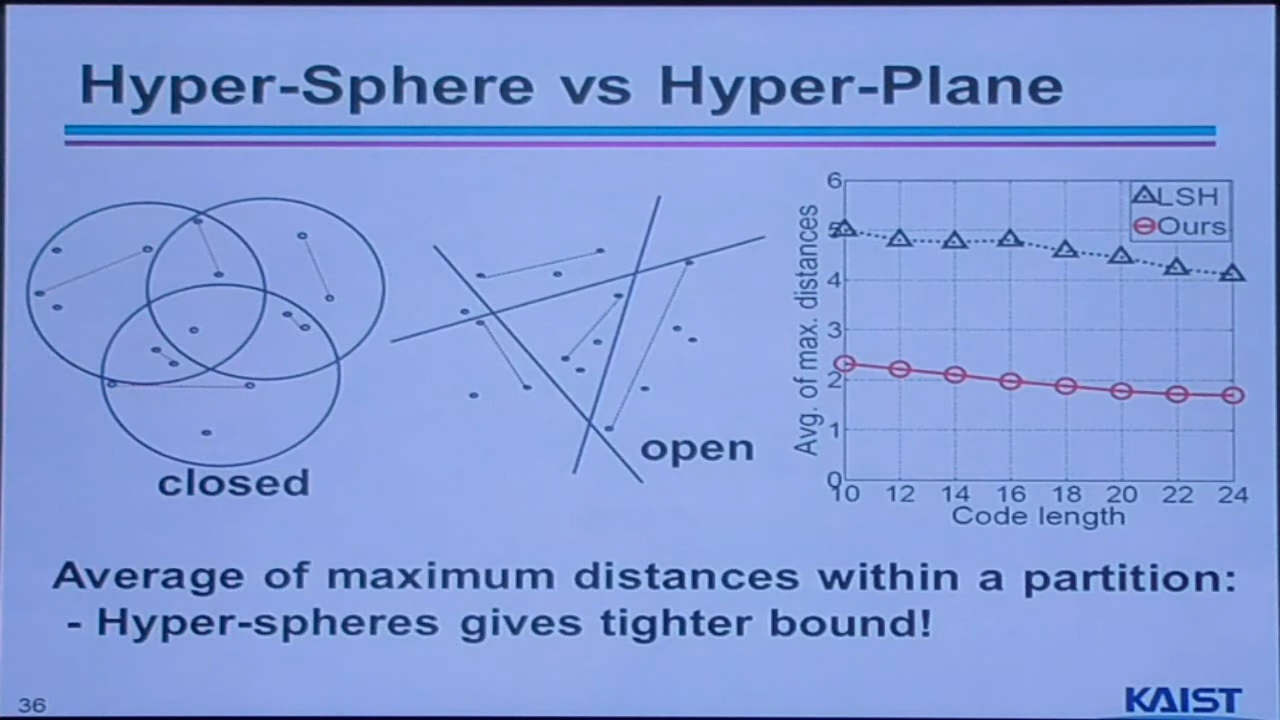 Hyper-Sphere vs Hyper-Plane
closed
open
Avg. of max. distances
6
5
4
3
2
1
0
LSH
Ours
10 12 14 16 18 20 22 24
Code length
Average of maximum distances within a partition:
- Hyper-spheres gives tighter bound!
36
KAIST